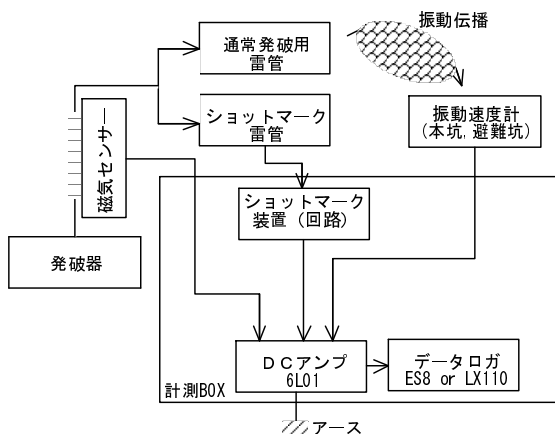 通常発破用
雷管
振動伝播
ショットマーク
雷管
振動速度計
(本坑,避難坑)
磁気センサー
ショットマーク
装置（回路）
発破器
ＤＣアンプ
6L01
データロガ
ES8 or LX110
計測BOX
アース